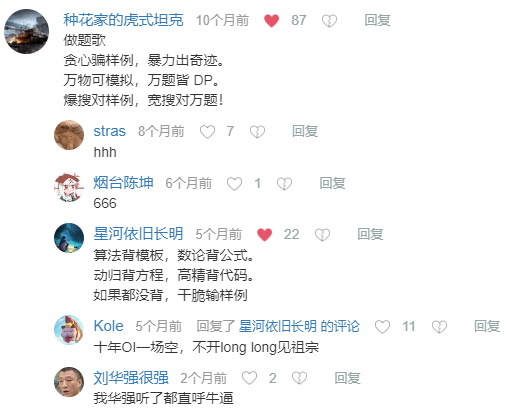 种花家的虎式坦克 10个月前 87 回复
做题歌
贪心骗样例，暴力出奇迹。
万物可模拟，万题皆 DP。
爆搜对样例，宽搜对万题！
stras 8个月前 7 回复
hhh
烟台陈坤 6个月前 1 回复
666
星河依旧长明 5个月前 22 回复
算法背模板，数论背公式。
动归背方程，高精背代码。
如果都没背，干脆输样例
Kole 5个月前 回复了 星河依旧长明 的评论 11 回复
十年OI一场空，不开long long见祖宗
刘华强很强 2个月前 2 回复
我华强听了都直呼牛逼